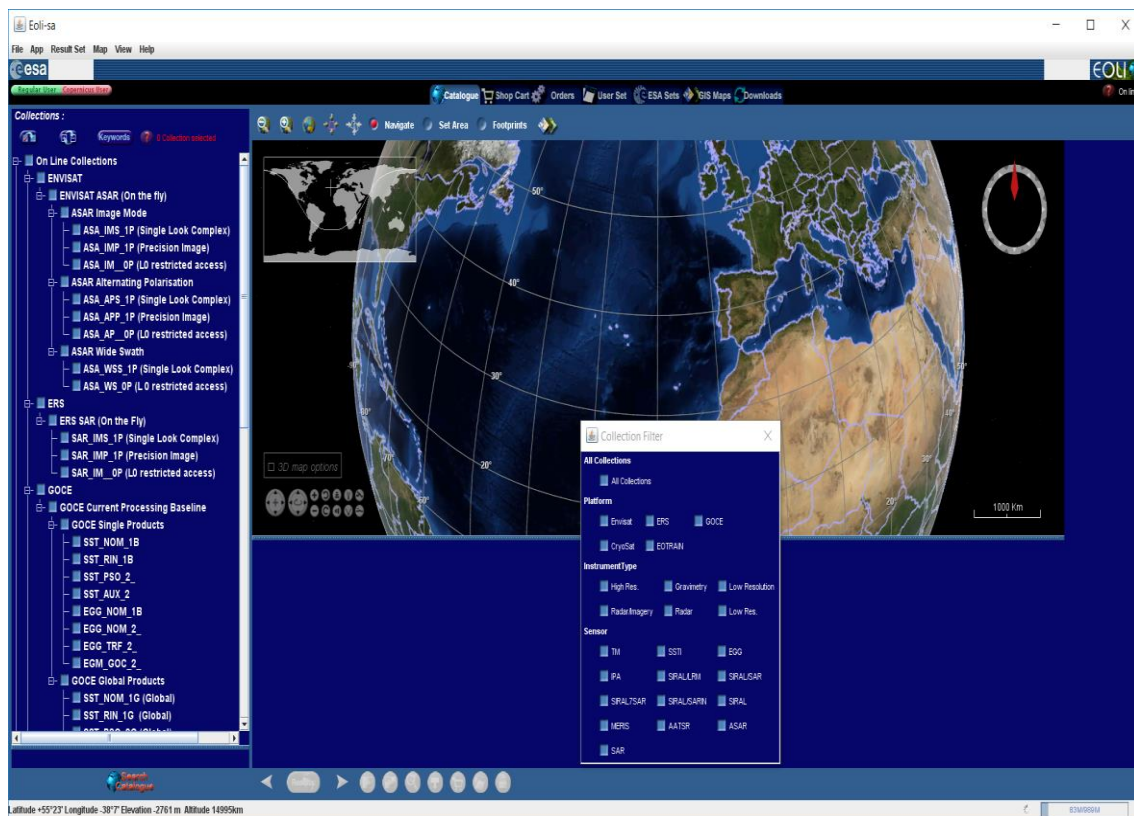 Eoli-sa
File App Result Set Map View Help
esa
EOLi
Regular User Copernicus User
Catalogue Shop Cart Orders User Set ESA Sets GIS Maps Downloads
On lin
Collections :
Keywords 0 Collection selected
Navigate Set Area Footprints
On Line Collections
ENVISAT
ENVISAT ASAR (On the fly)
ASAR Image Mode
ASA_IMS_1P (Single Look Complex)
ASA_IMP_1P (Precision Image)
ASA_IM__0P (L0 restricted access)
ASAR Alternating Polarisation
ASA_APS_1P (Single Look Complex)
ASA_APP_1P (Precision Image)
ASA_AP__0P (L0 restricted access)
ASAR Wide Swath
ASA_WSS_1P (Single Look Complex)
ASA_WS_0P (L0 restricted access)
ERS
ERS SAR (On the Fly)
SAR_IMS_1P (Single Look Complex)
SAR_IMP_1P (Precision Image)
SAR_IM__0P (L0 restricted access)
GOCE
GOCE Current Processing Baseline
GOCE Single Products
SST_NOM_1B
SST_RIN_1B
SST_PSO_2_
SST_AUX_2
EGG_NOM_1B
EGG_NOM_2_
EGG_TRF_2_
EGM_GOC_2_
GOCE Global Products
SST_NOM_1G (Global)
SST_RIN_1G (Global)
50°
40°
30°
20°
3D map options
1000 Km
Collection Filter
All Collections
All Collections
Platform
Envisat ERS GOCE
CryoSat EOTRAIN
InstrumentType
High Res. Gravimetry Low Resolution
Radar/Imagery Radar Low Res.
Sensor
TM SSTI EGG
IPA SIRAL/LRM SIRAL/SAR
SIRAL7SAR SIRAL/SARIN SIRAL
MERIS AATSR ASAR
SAR
Search Catalogue
Latitude +55°23' Longitude -38°7' Elevation -2761 m Altitude 14995km
83M/989M